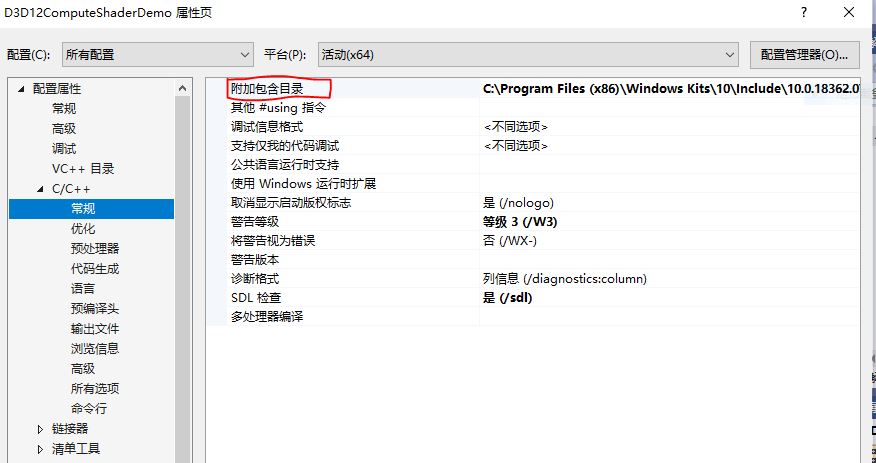 D3D12ComputeShaderDemo 属性页
配置(C): 所有配置 平台(P): 活动(x64) 配置管理器(O)...
配置属性
常规
高级
调试
VC++ 目录
C/C++
常规
优化
预处理器
代码生成
语言
预编译头
输出文件
浏览信息
高级
所有选项
命令行
链接器
清单工具
附加包含目录 C:\Program Files (x86)\Windows Kits\10\Include\10.0.18362.0
其他 #using 指令
调试信息格式 <不同选项>
支持仅我的代码调试 <不同选项>
公共语言运行时支持
使用 Windows 运行时扩展
取消显示启动版权标志 是 (/nologo)
警告等级 等级 3 (/W3)
将警告视为错误 否 (/WX-)
警告版本
诊断格式 列信息 (/diagnostics:column)
SDL 检查 是 (/sdl)
多处理器编译